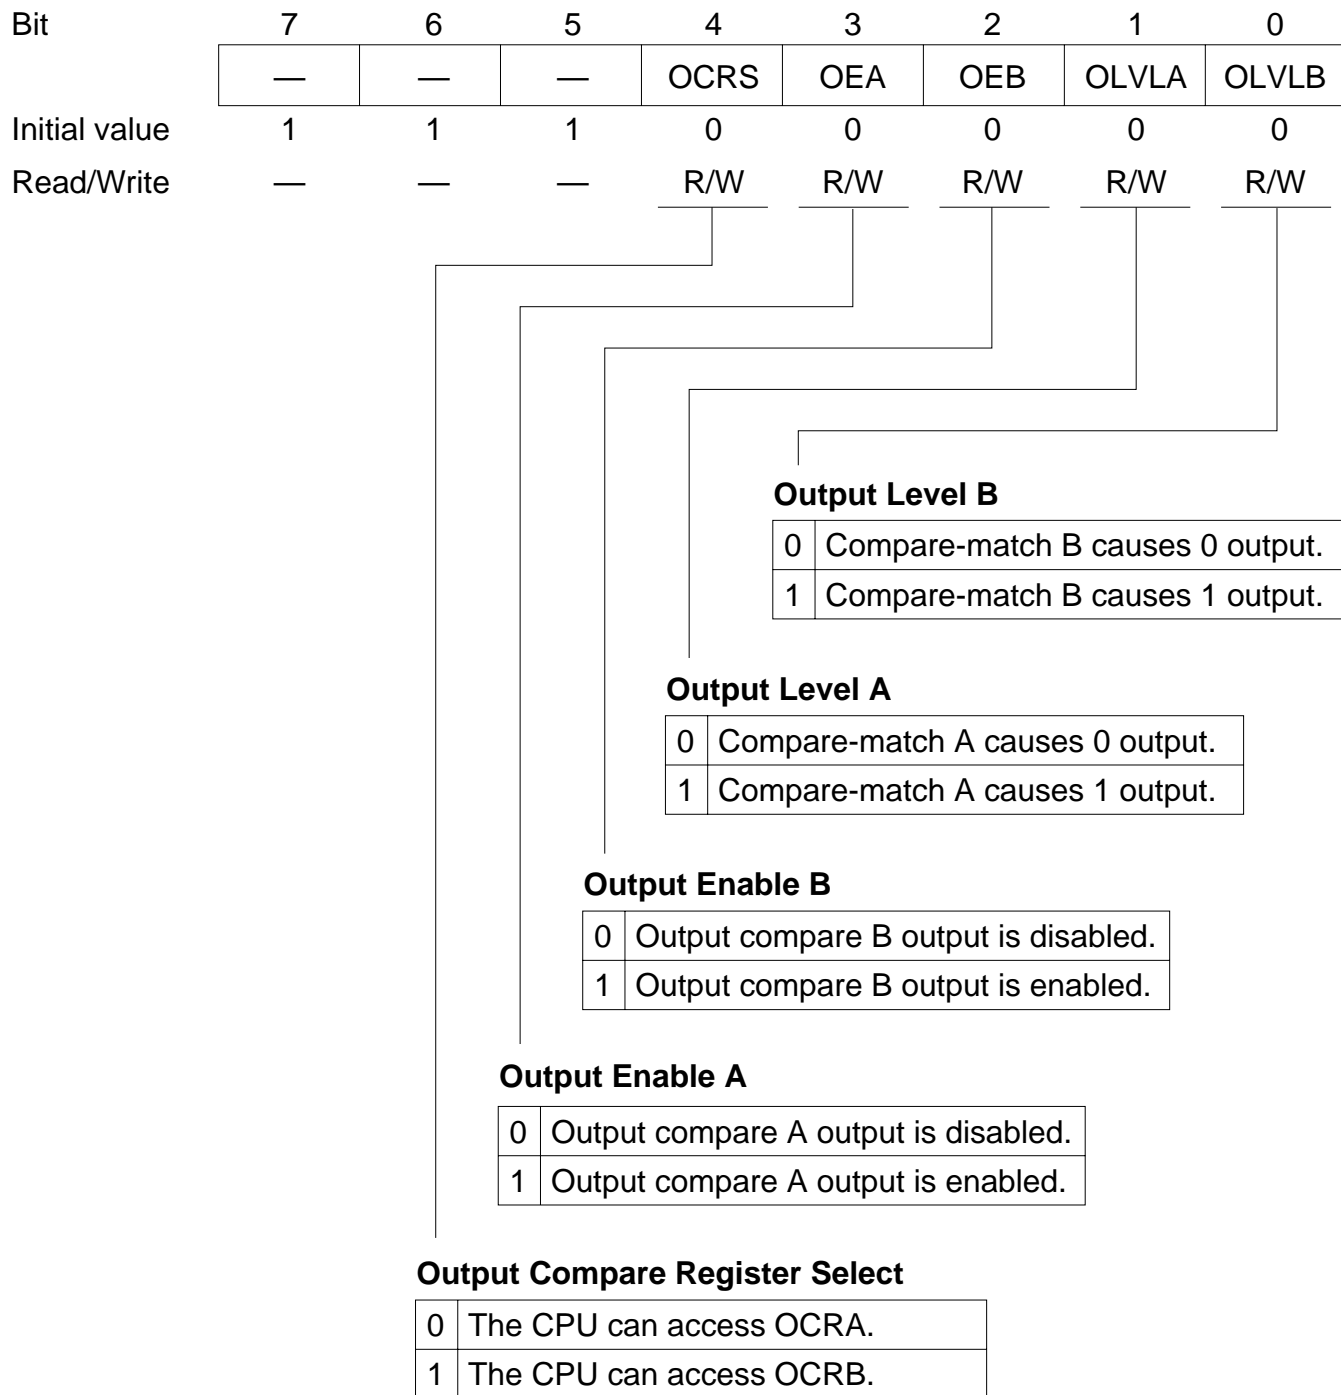 Bit 7 6 5 4 3 2 1 0
— — — OCRS OEA OEB OLVLA OLVLB
Initial value 1 1 1 0 0 0 0 0
Read/Write — — — R/W R/W R/W R/W R/W
Output Level B
0 Compare-match B causes 0 output.
1 Compare-match B causes 1 output.
Output Level A
0 Compare-match A causes 0 output.
1 Compare-match A causes 1 output.
Output Enable B
0 Output compare B output is disabled.
1 Output compare B output is enabled.
Output Enable A
0 Output compare A output is disabled.
1 Output compare A output is enabled.
Output Compare Register Select
0 The CPU can access OCRA.
1 The CPU can access OCRB.